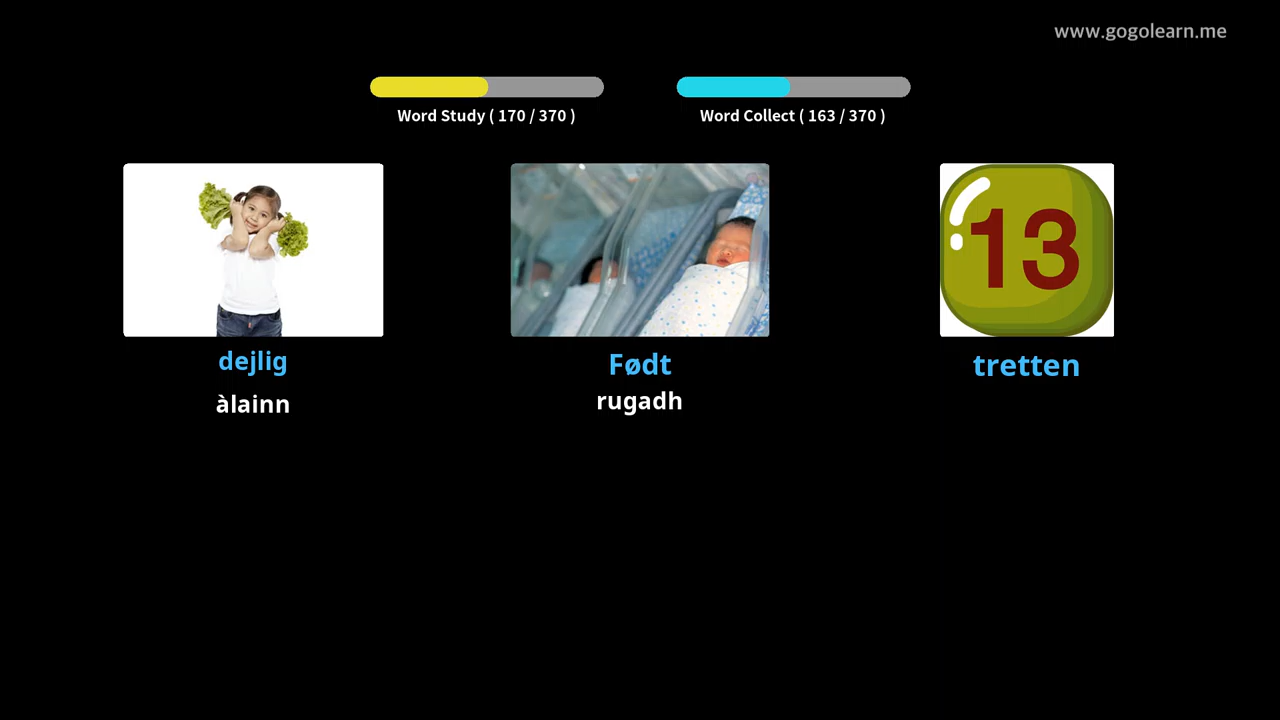 www.gogolearn.me
Word Study ( 170 / 370 )
Word Collect ( 163 / 370 )
13
dejlig
Født
tretten
àlainn
rugadh